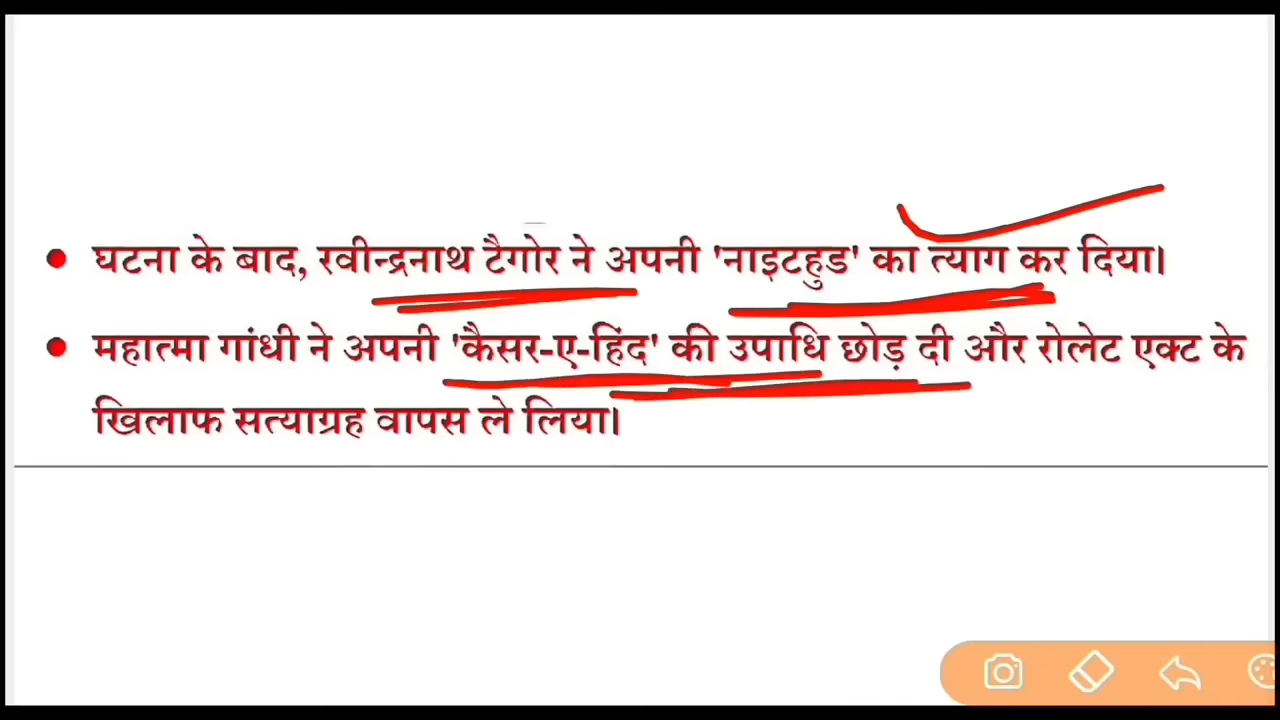 • घटना के बाद, रवीन्द्रनाथ टैगोर ने अपनी 'नाइटहुड' का त्याग कर दिया।
• महात्मा गांधी ने अपनी 'कैसर-ए-हिंद' की उपाधि छोड़ दी और रोलेट एक्ट के
खिलाफ सत्याग्रह वापस ले लिया।